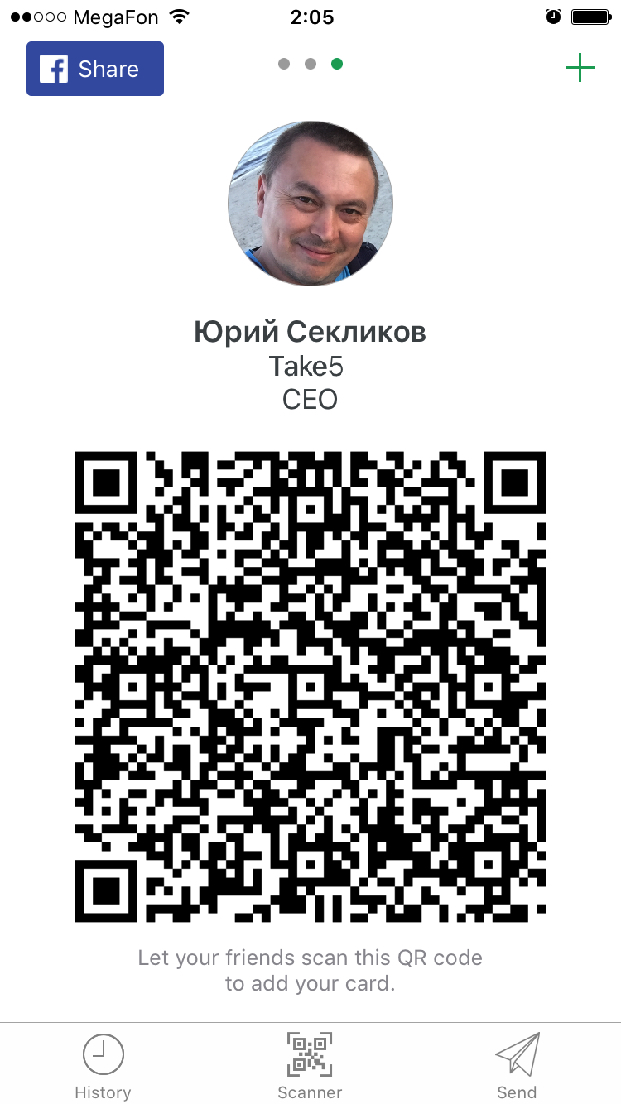 MegaFon
2:05
Share
Юрий Секликов
Take5
CEO
Let your friends scan this QR code
to add your card.
History
Scanner
Send